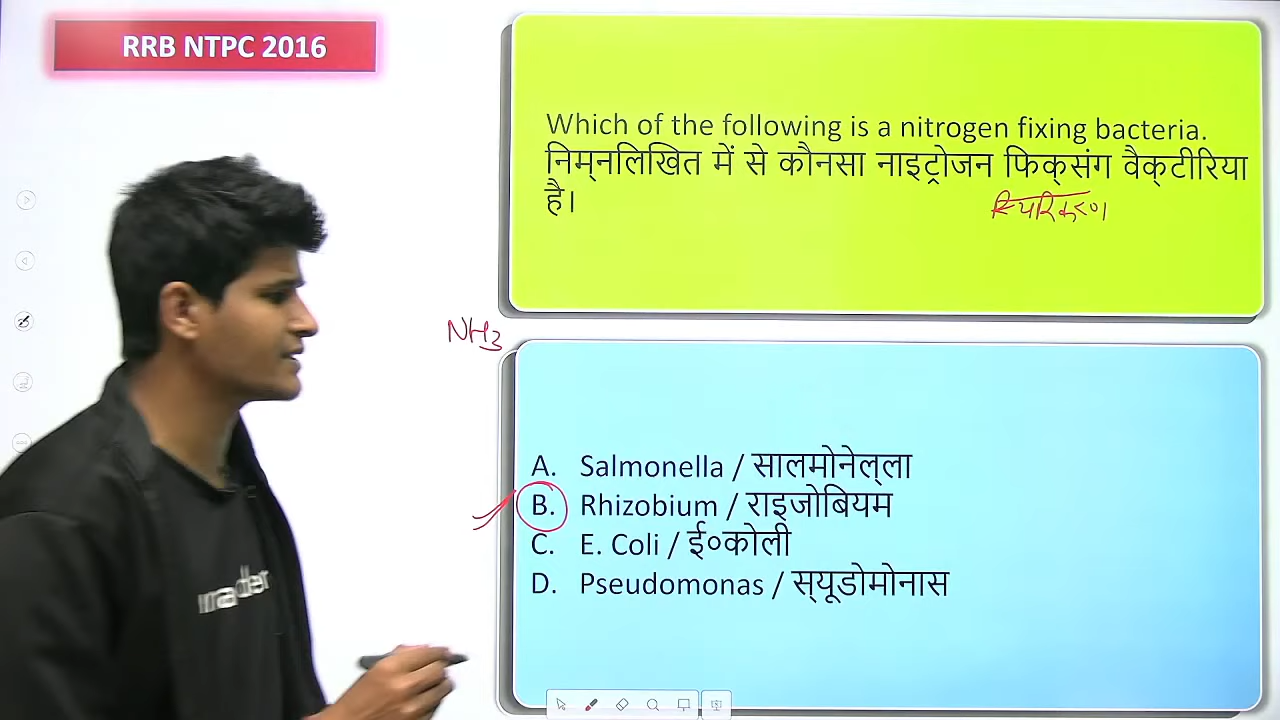 RRB NTPC 2016
Which of the following is a nitrogen fixing bacteria.
निम्नलिखित में से कौनसा नाइट्रोजन फिक्संग वैक्टीरिया
है।
NH3
A. Salmonella / सालमोनेल्ला
B. Rhizobium / राइजोबियम
C. E. Coli / ई०कोली
D. Pseudomonas / स्यूडोमोनास